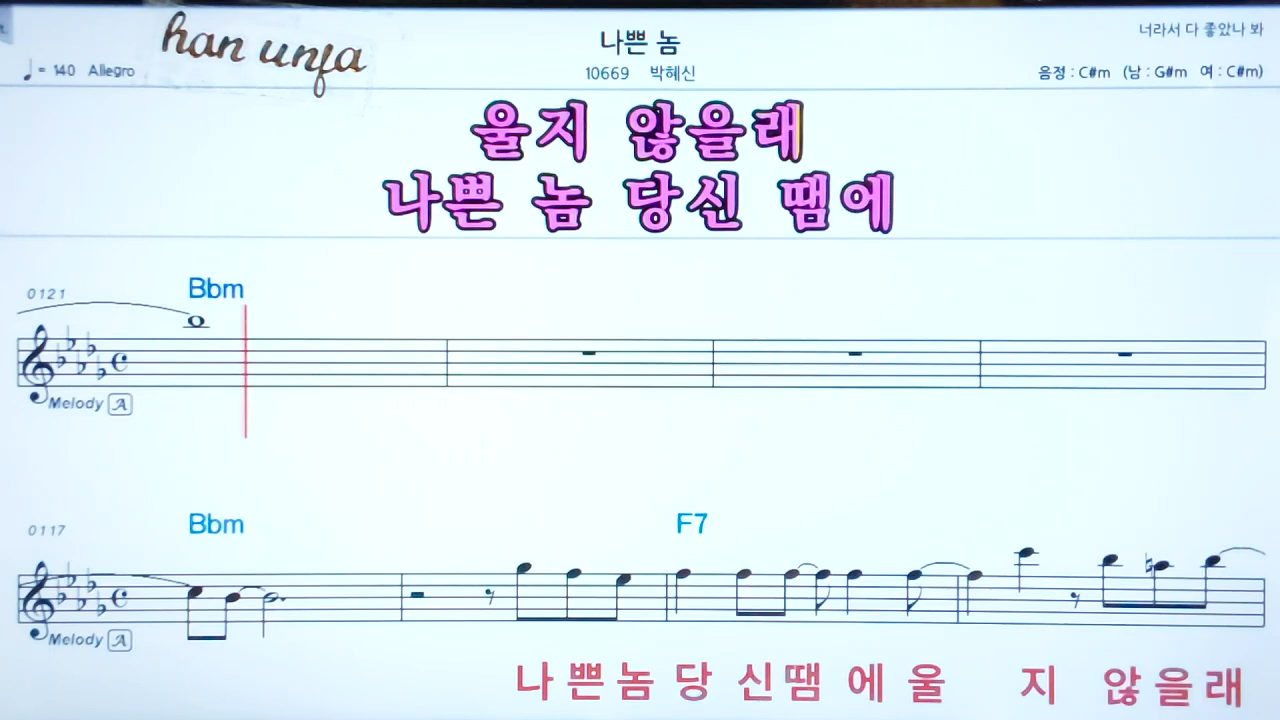 han unja
나쁜 놈
너라서 다 좋았나 봐
♩= 140 Allegro
10669 박혜신
음정 : C#m (남 : G#m 여 : C#m)
울지 않을래
나쁜 놈 당신 땜에
0121
Bbm
Melody A
0117
Bbm F7
Melody A
나 쁜 놈 당 신 땜 에 울 지 않 을 래